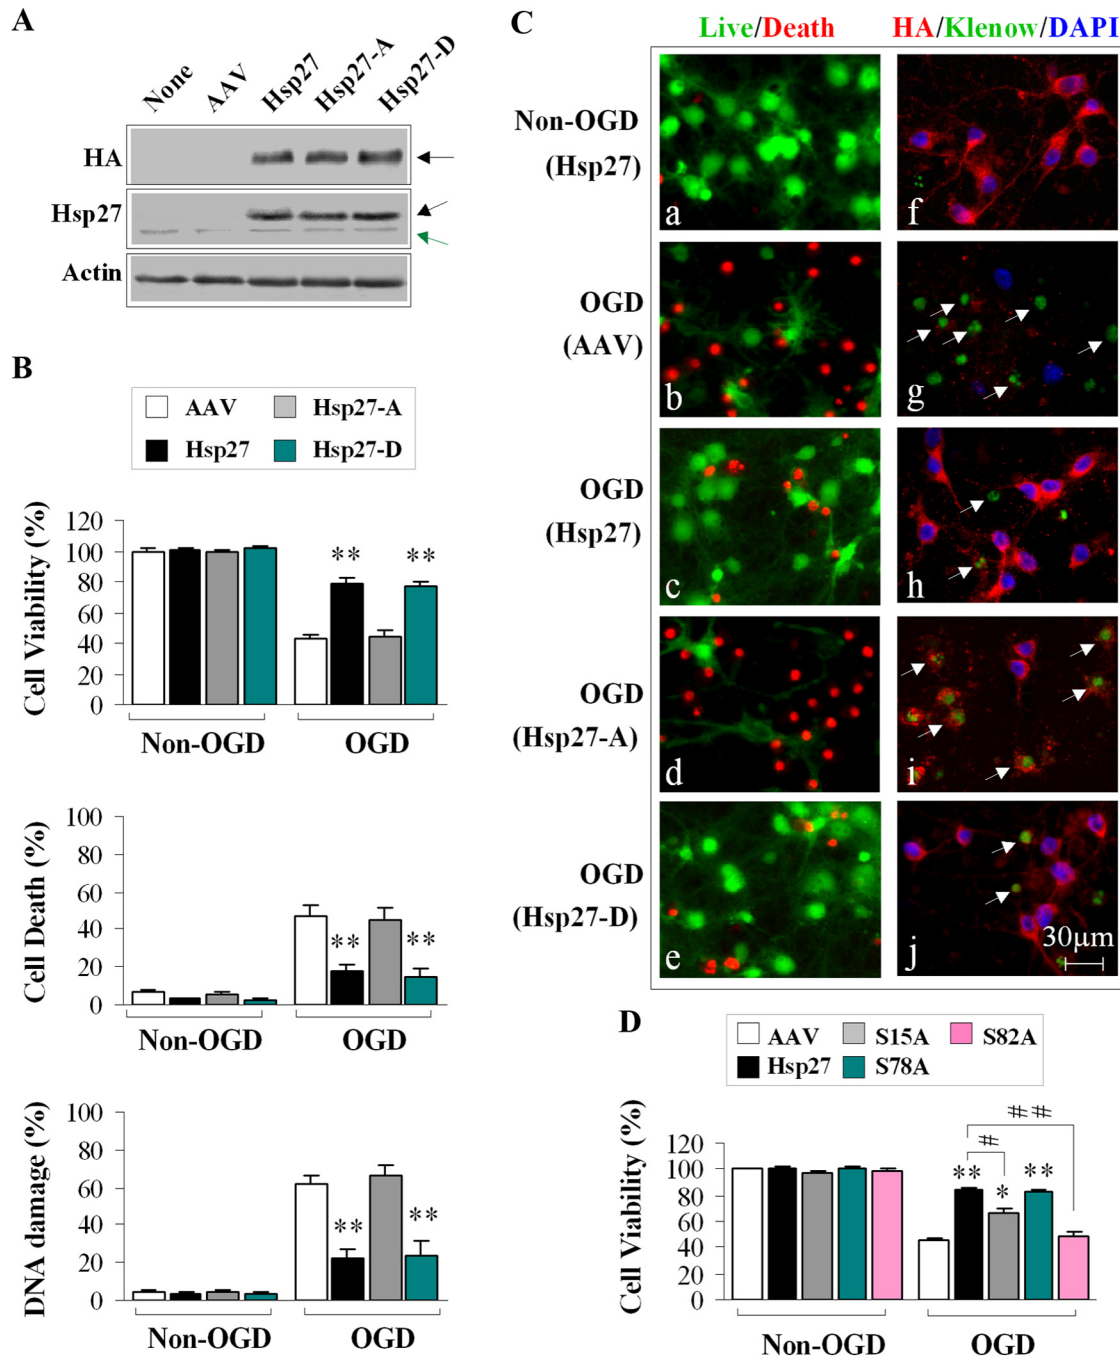 A
None
AAV
Hsp27
Hsp27-A
Hsp27-D
HA
Hsp27
Actin
B
AAV
Hsp27-A
Hsp27
Hsp27-D
Cell Viability (%)
120
100
80
60
40
20
0
** **
Non-OGD
OGD
Cell Death (%)
100
80
60
40
20
0
** **
Non-OGD
OGD
DNA damage (%)
100
80
60
40
20
0
** **
Non-OGD
OGD
C
Live/Death
HA/Klenow/DAPI
Non-OGD
(Hsp27)
a
f
OGD
(AAV)
b
g
OGD
(Hsp27)
c
h
OGD
(Hsp27-A)
d
i
OGD
(Hsp27-D)
e
j
30µm
D
AAV
S15A
S82A
Hsp27
S78A
Cell Viability (%)
120
100
80
60
40
20
0
# #
#
** * **
Non-OGD
OGD